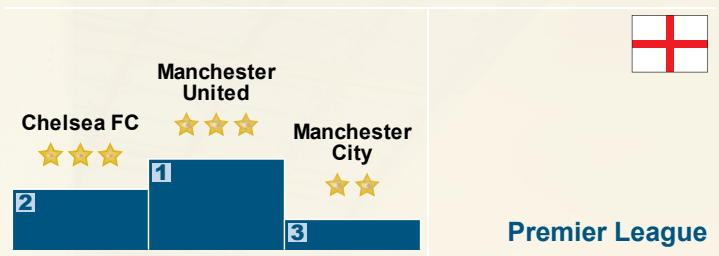 Manchester
United
Chelsea FC
Manchester
City
1
2
3
Premier League